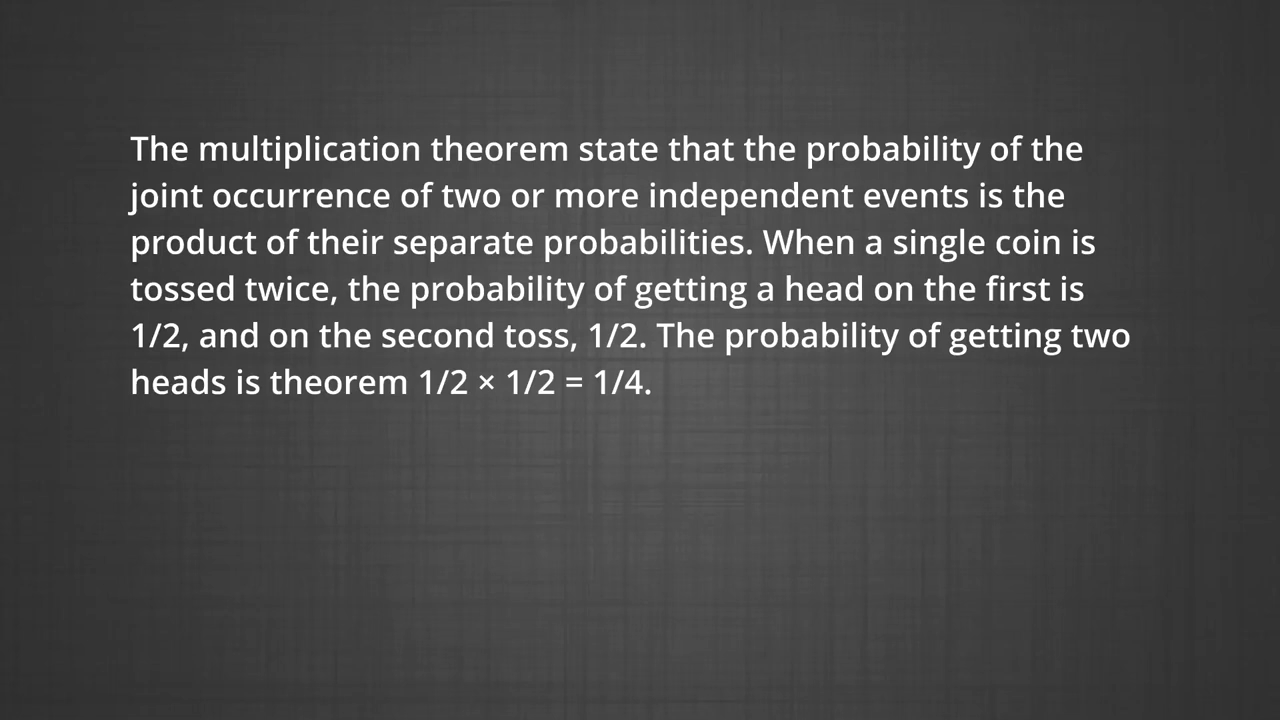 The multiplication theorem state that the probability of the
joint occurrence of two or more independent events is the
product of their separate probabilities. When a single coin is
tossed twice, the probability of getting a head on the first is
1/2, and on the second toss, 1/2. The probability of getting two
heads is theorem 1/2 × 1/2 = 1/4.